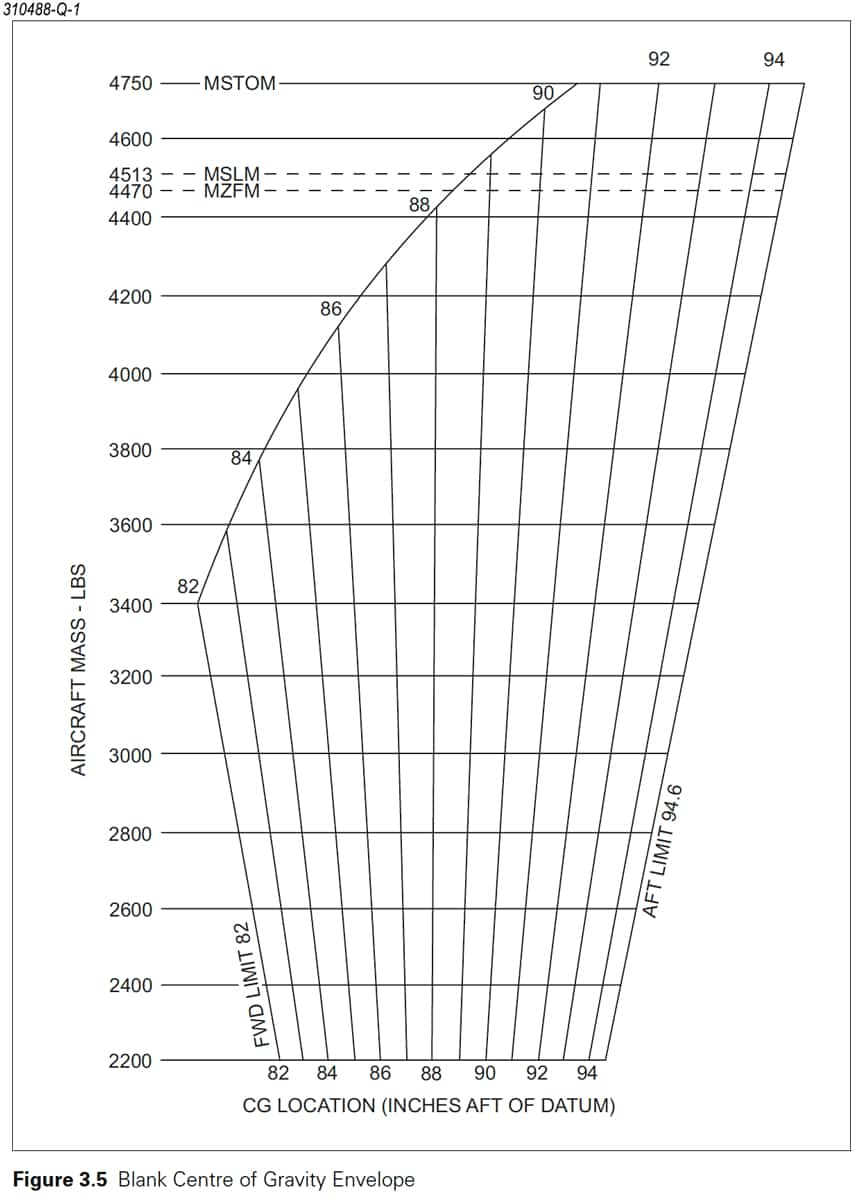 310488-Q-1
92 94
4750 MSTOM
90
4600
4513 MSLM
4470 MZFM
88
4400
4200
86
4000
3800
84
3600
82
3400
3200
3000
2800
2600
2400
2200
AIRCRAFT MASS - LBS
FWD LIMIT 82
AFT LIMIT 94.6
82 84 86 88 90 92 94
CG LOCATION (INCHES AFT OF DATUM)
Figure 3.5 Blank Centre of Gravity Envelope